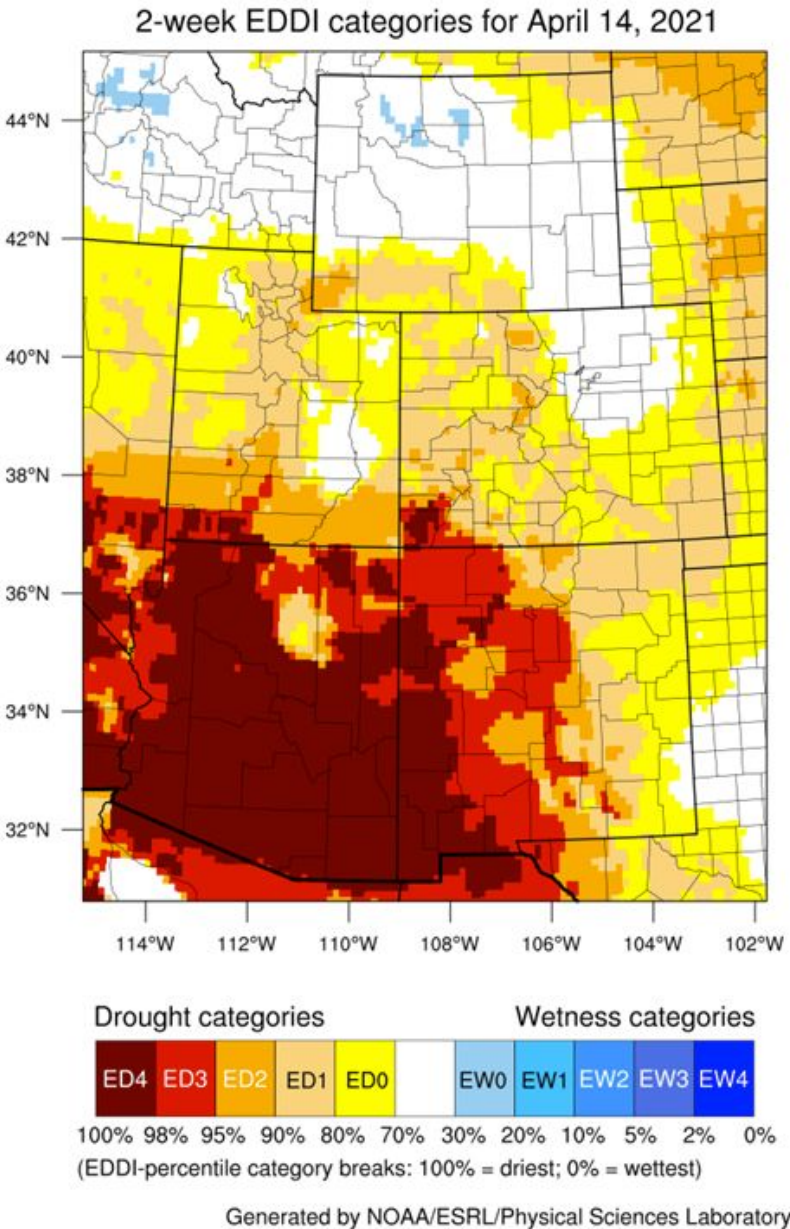 2-week EDDI categories for April 14, 2021
44°N
42°N
40°N
38°N
36°N
34°N
32°N
114°W 112°W 110°W 108°W 106°W 104°W 102°W
Drought categories Wetness categories
ED4 ED3 ED2 ED1 ED0 EW0 EW1 EW2 EW3 EW4
100% 98% 95% 90% 80% 70% 30% 20% 10% 5% 2% 0%
(EDDI-percentile category breaks: 100% = driest; 0% = wettest)
Generated by NOAA/ESRL/Physical Sciences Laboratory